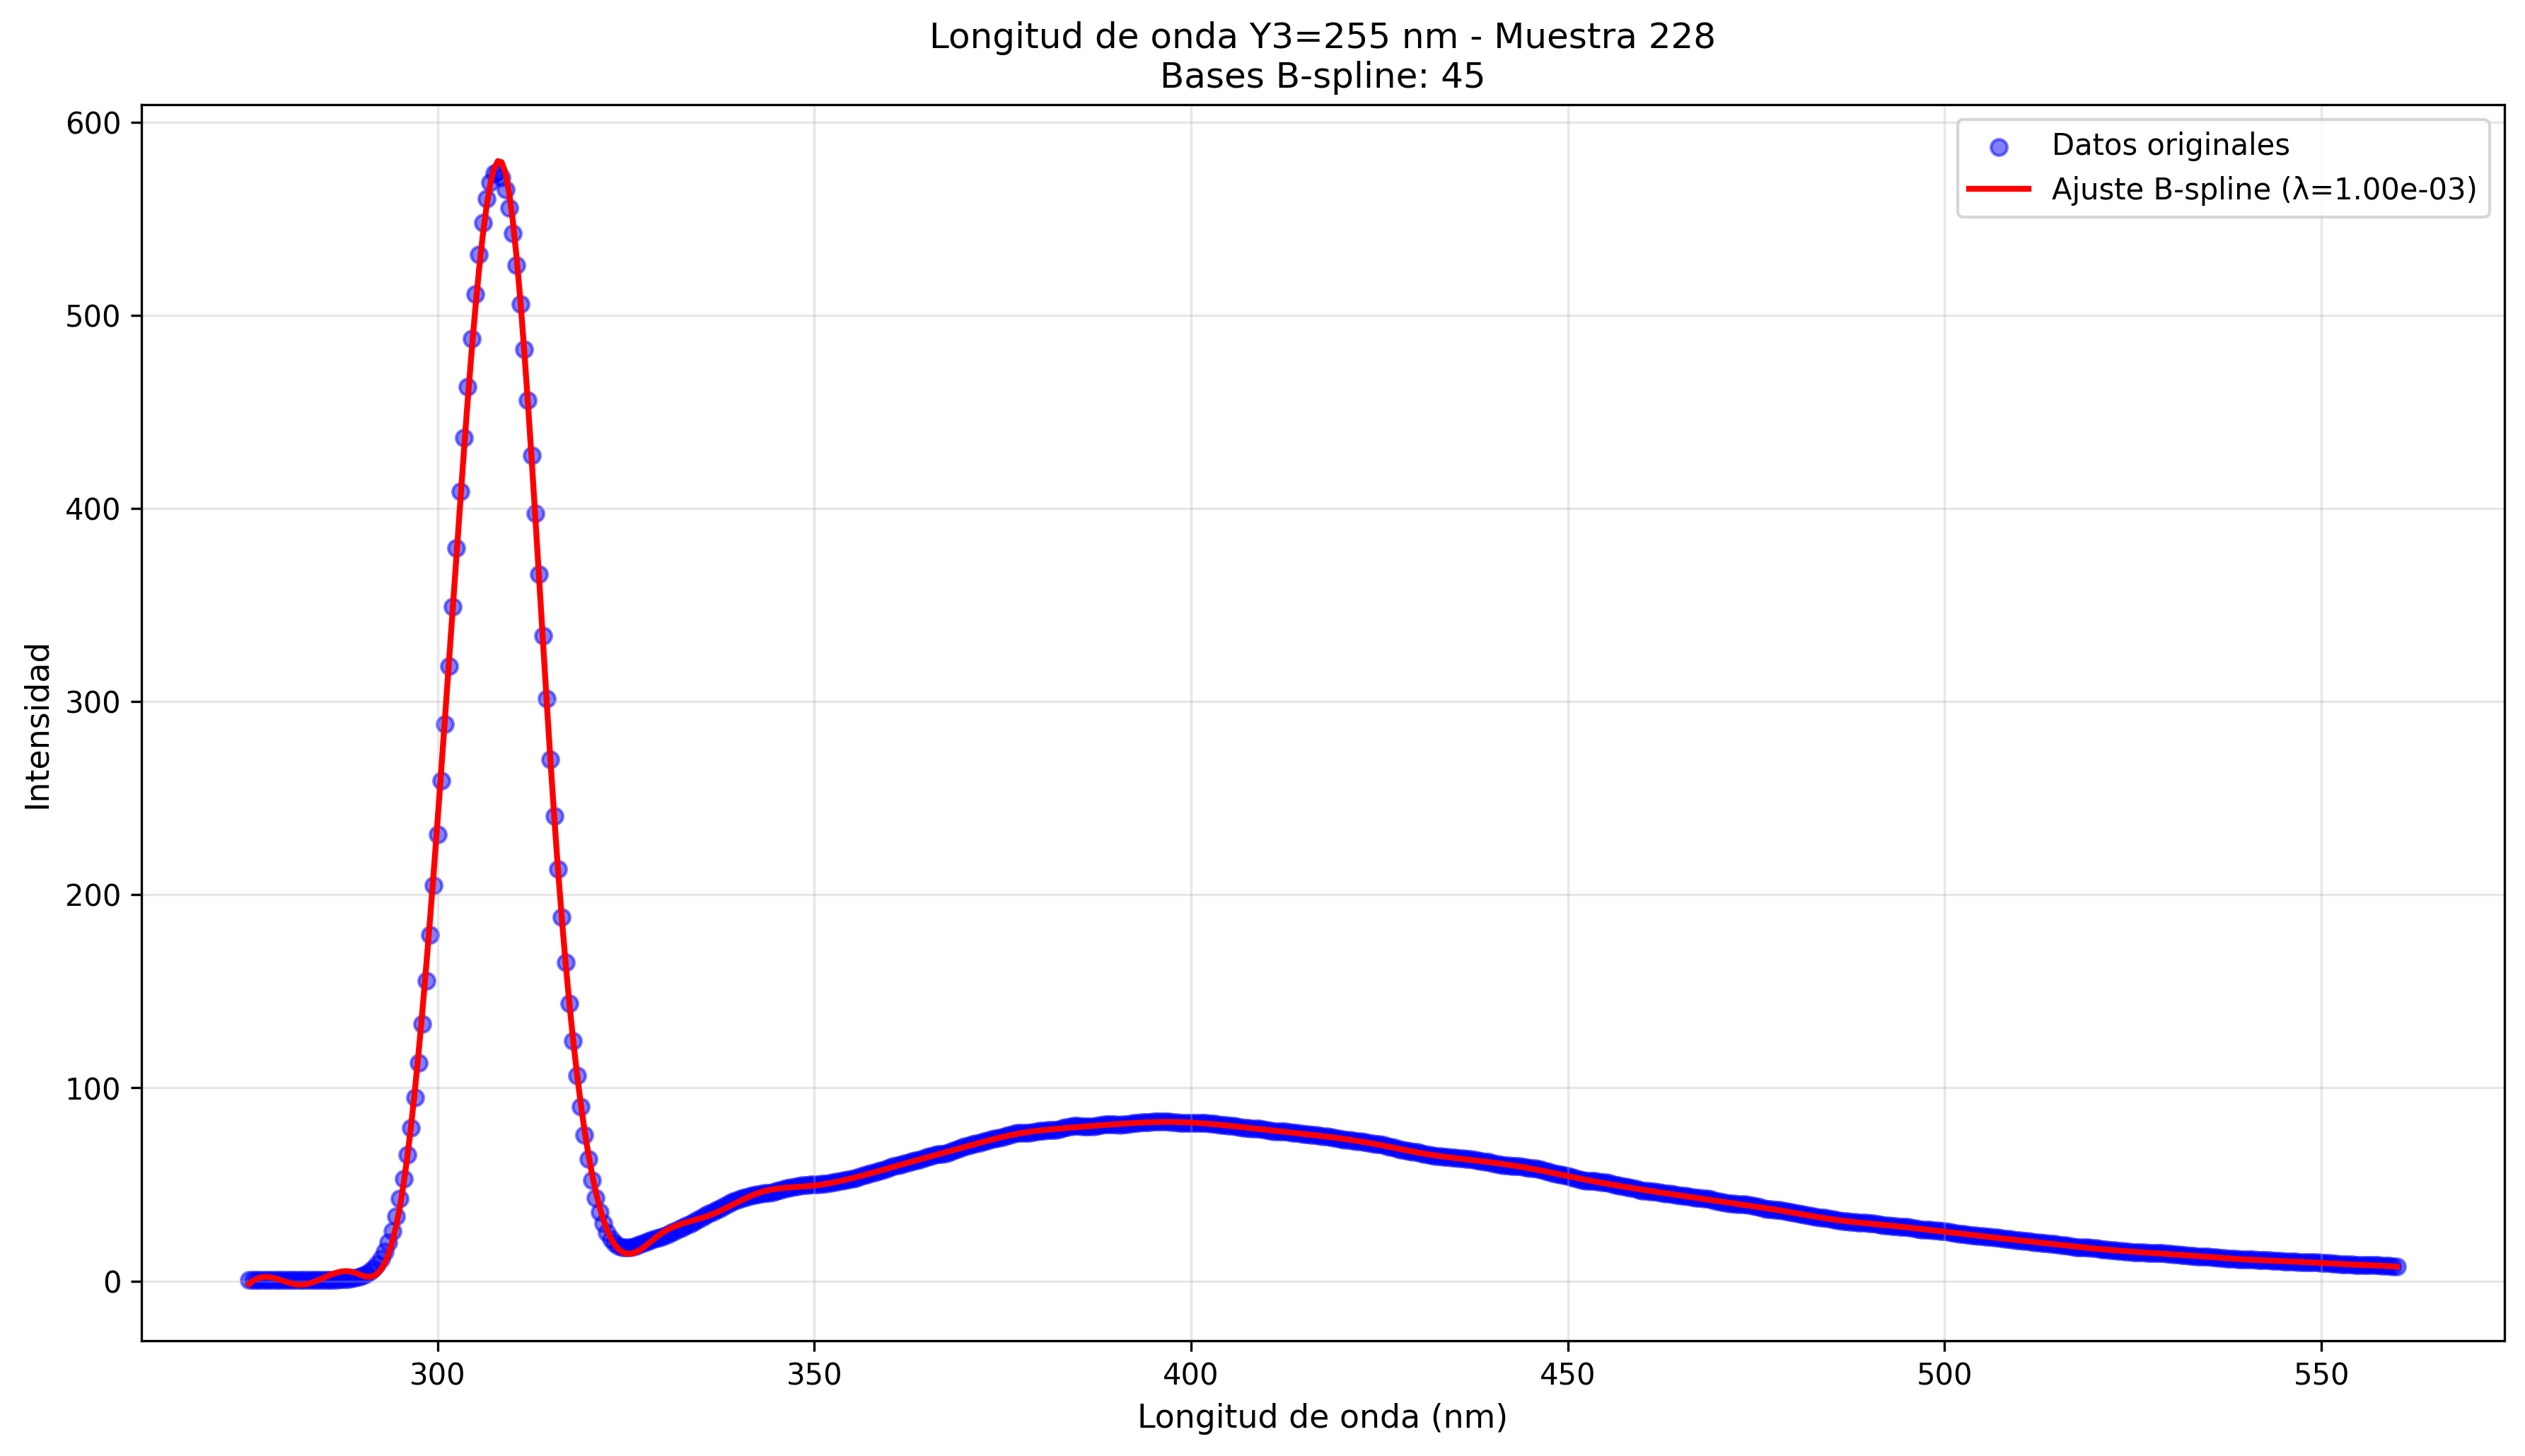 Longitud de onda Y3=255 nm - Muestra 228
Bases B-spline: 45
Datos originales
Ajuste B-spline (λ=1.00e-03)
Intensidad
600
500
400
300
200
100
0
300 350 400 450 500 550
Longitud de onda (nm)